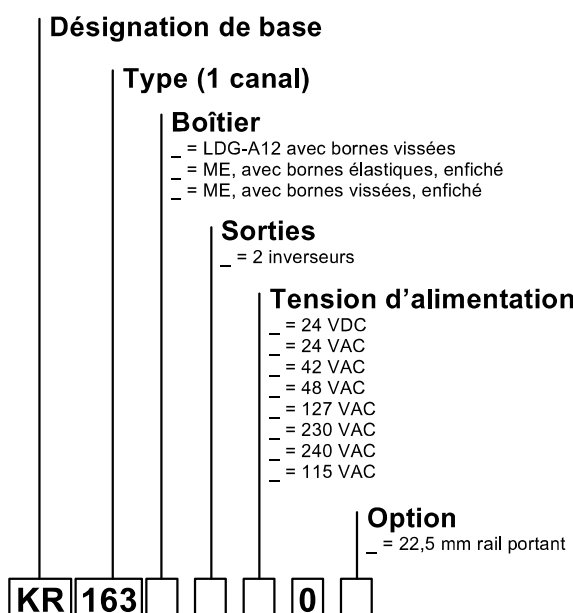 Désignation de base
Type (1 canal)
Boîtier
_ = LDG-A12 avec bornes vissées
_ = ME, avec bornes élastiques, enfiché
_ = ME, avec bornes vissées, enfiché
Sorties
_ = 2 inverseurs
Tension d'alimentation
_ = 24 VDC
_ = 24 VAC
_ = 42 VAC
_ = 48 VAC
_ = 127 VAC
_ = 230 VAC
_ = 240 VAC
_ = 115 VAC
Option
_ = 22,5 mm rail portant
KR 163 0